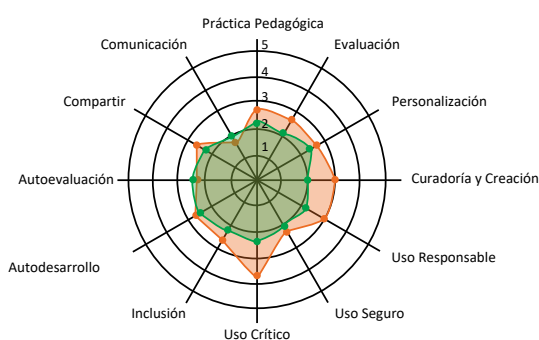 Práctica Pedagógica
Comunicación
Evaluación
5
4
3
2
1
Compartir
Personalización
Autoevaluación
Curadoría y Creación
Autodesarrollo
Uso Responsable
Inclusión
Uso Seguro
Uso Crítico